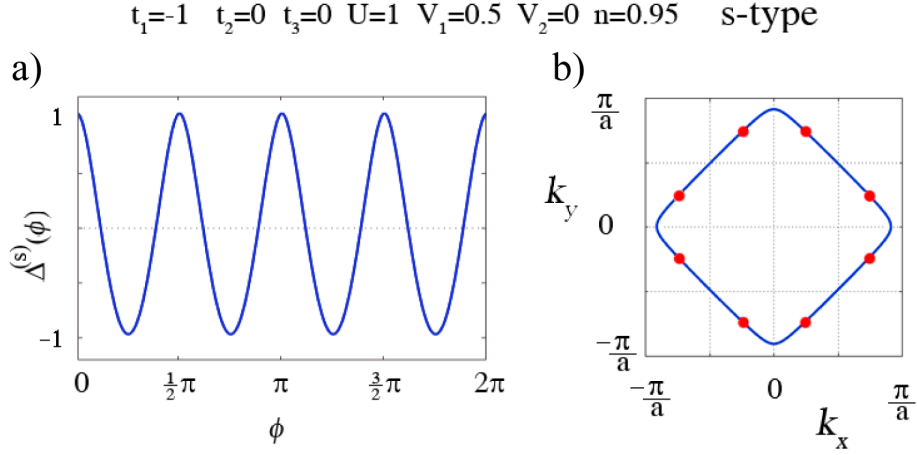 t₁=-1 t₂=0 t₃=0 U=1 V₁=0.5 V₂=0 n=0.95 s-type
a) b)
1
-1
Δ⁽ˢ⁾(ϕ)
0 ½π π 3/2π 2π
ϕ
π/a
k_y
0
-π/a
-π/a 0 π/a
k_x